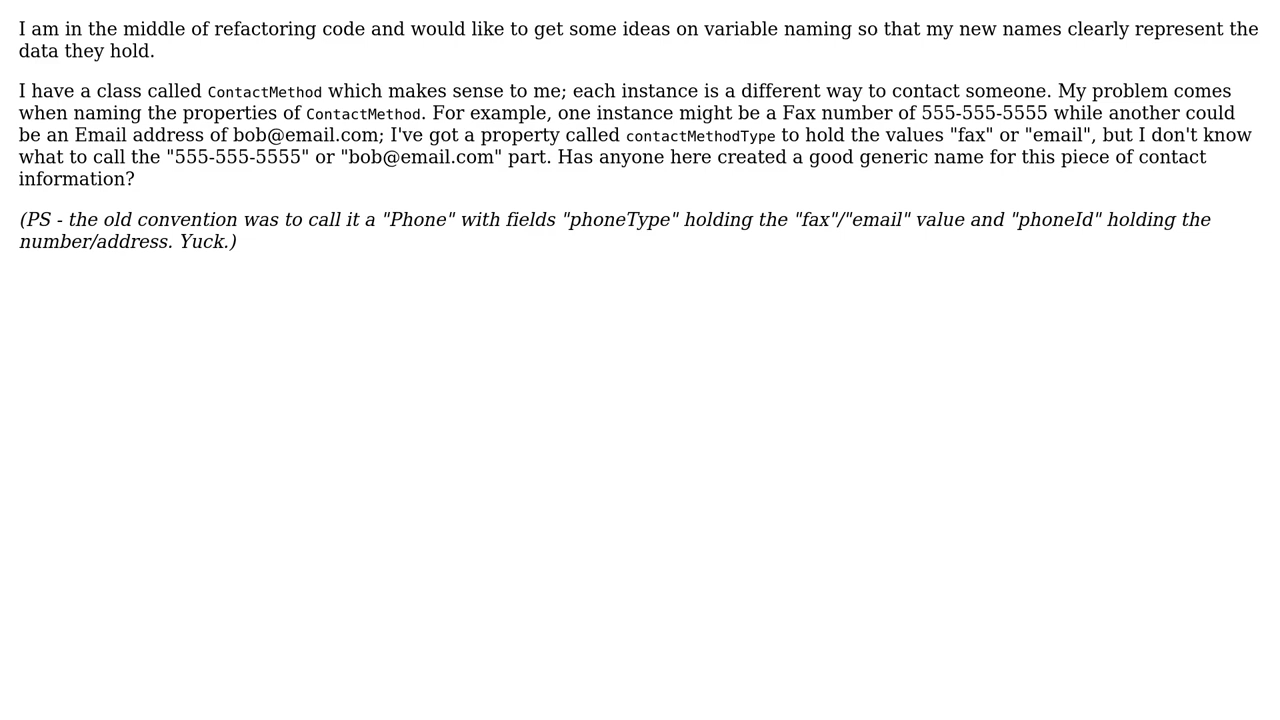 I am in the middle of refactoring code and would like to get some ideas on variable naming so that my new names clearly represent the
data they hold.
I have a class called ContactMethod which makes sense to me; each instance is a different way to contact someone. My problem comes
when naming the properties of ContactMethod. For example, one instance might be a Fax number of 555-555-5555 while another could
be an Email address of bob@email.com; I've got a property called contactMethodType to hold the values "fax" or "email", but I don't know
what to call the "555-555-5555" or "bob@email.com" part. Has anyone here created a good generic name for this piece of contact
information?
(PS - the old convention was to call it a "Phone" with fields "phoneType" holding the "fax"/"email" value and "phoneId" holding the
number/address. Yuck.)